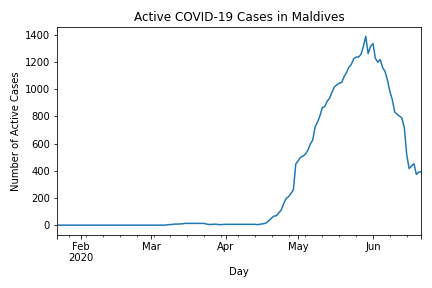 Active COVID-19 Cases in Maldives
1400
1200
1000
800
600
400
200
0
Number of Active Cases
Feb
2020
Mar
Apr
May
Jun
Day